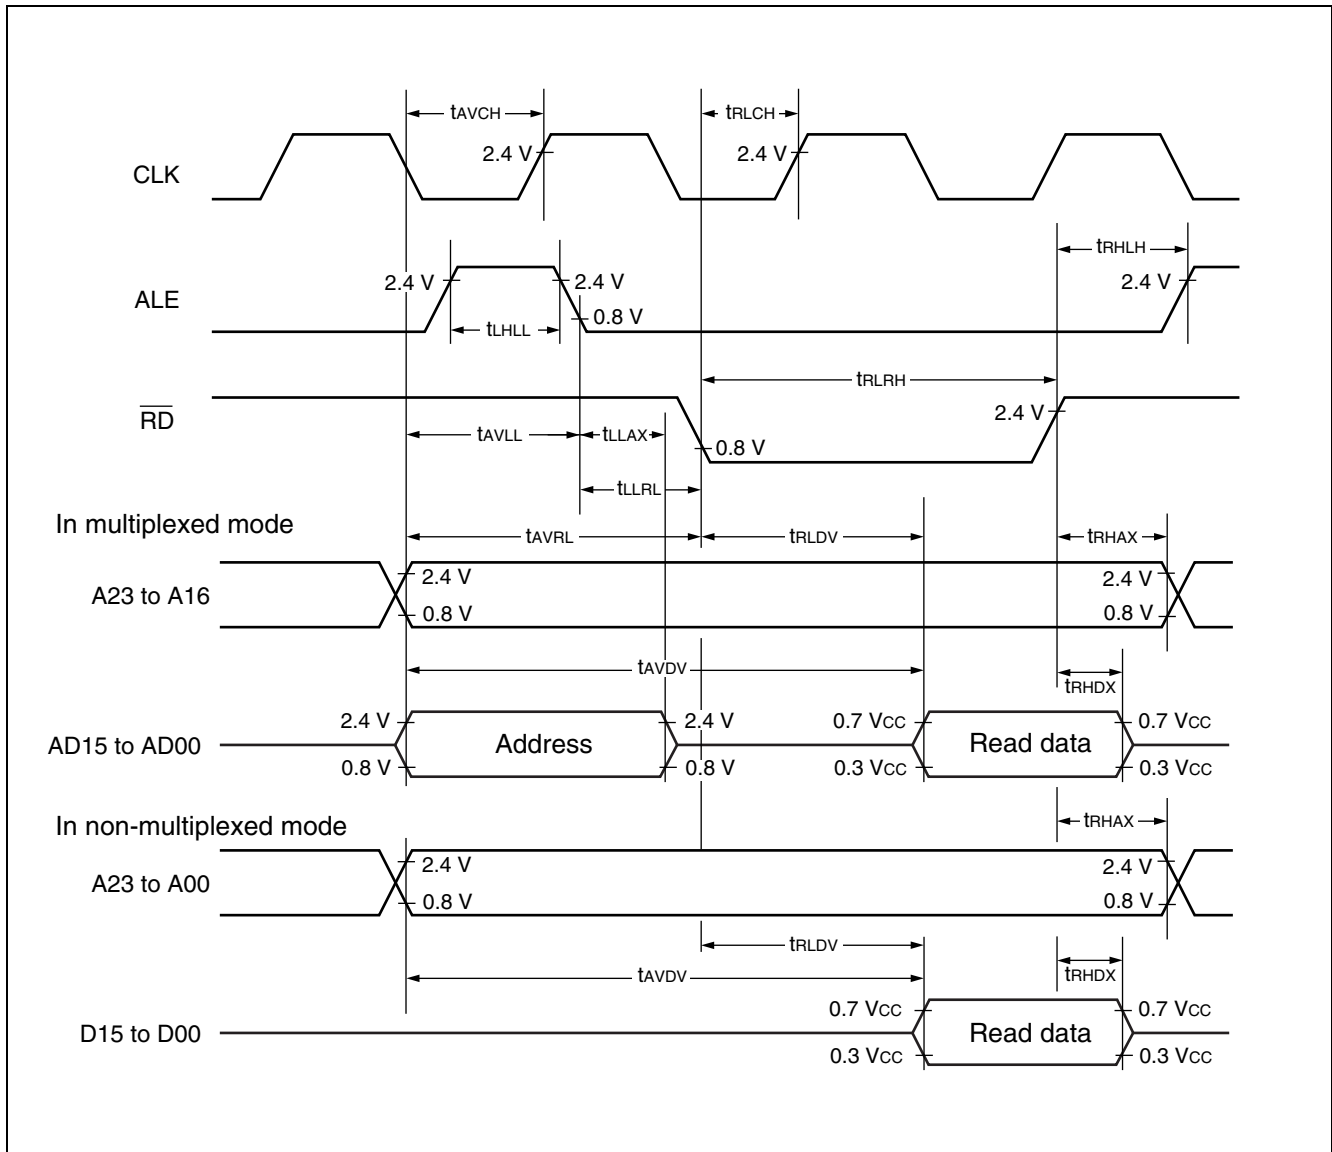 tAVCH
tRLCH
2.4 V
2.4 V
CLK
tRHLH
2.4 V
2.4 V
2.4 V
ALE
0.8 V
tLHLL
tRLRH
2.4 V
RD
tAVLL
tLLAX
0.8 V
tLLRL
In multiplexed mode
tAVRL
tRLDV
tRHAX
2.4 V
2.4 V
A23 to A16
0.8 V
0.8 V
tAVDV
tRHDX
2.4 V
2.4 V
0.7 VCC
0.7 VCC
AD15 to AD00
Address
Read data
0.8 V
0.8 V
0.3 VCC
0.3 VCC
In non-multiplexed mode
tRHAX
2.4 V
2.4 V
A23 to A00
0.8 V
0.8 V
tRLDV
tAVDV
tRHDX
0.7 VCC
0.7 VCC
D15 to D00
Read data
0.3 VCC
0.3 VCC